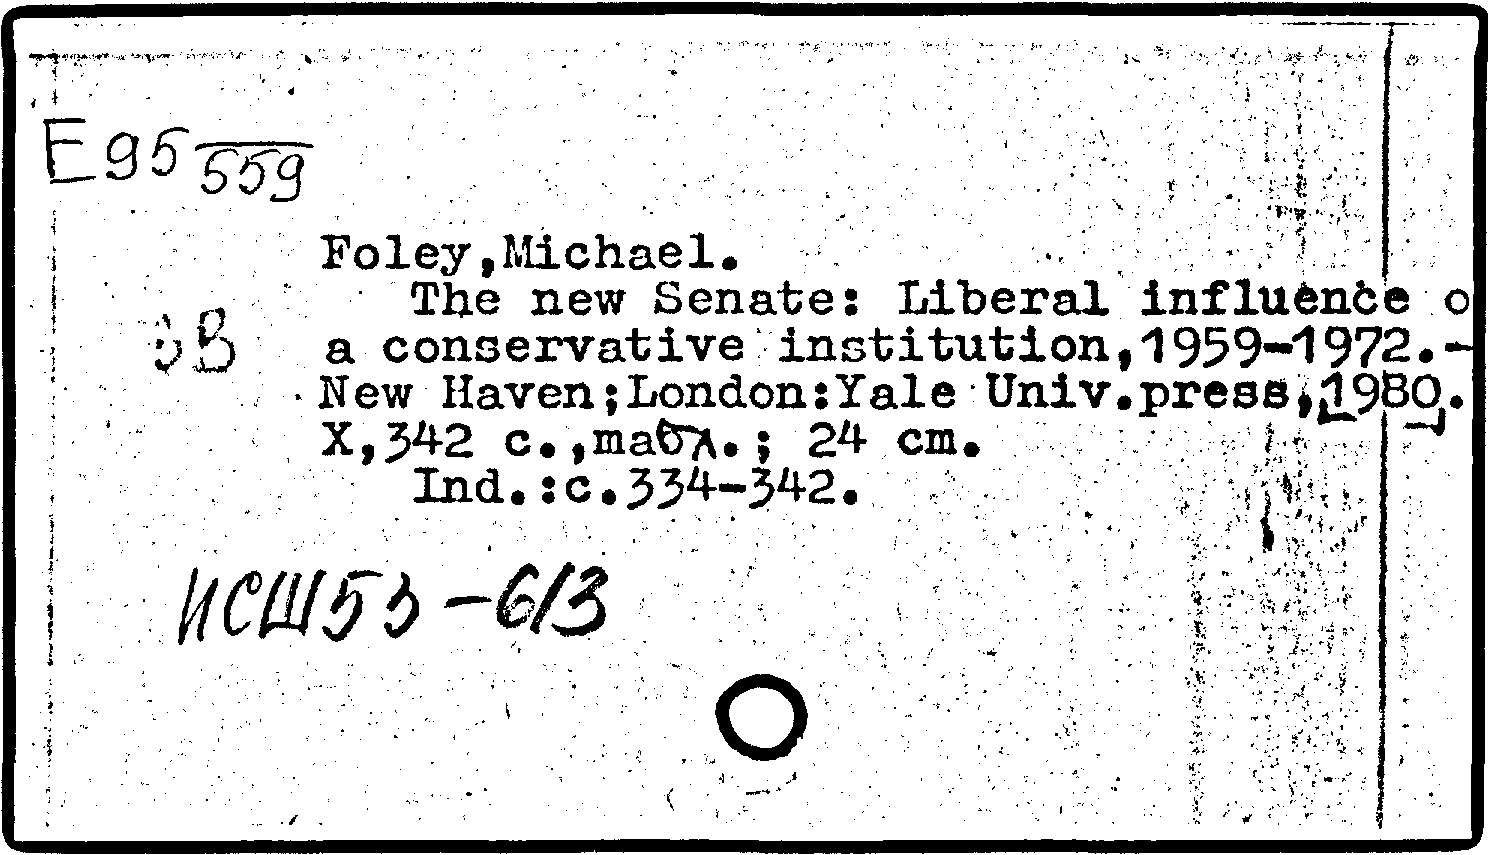 E95 559
Foley,Michael.
The new Senate: Liberal influence o
a conservative institution,1959-1972.-
New Haven;London:Yale Univ.press,1980.
X,342 c.,табл.; 24 cm.
Ind.:c.334-342.
ИСШ53-613